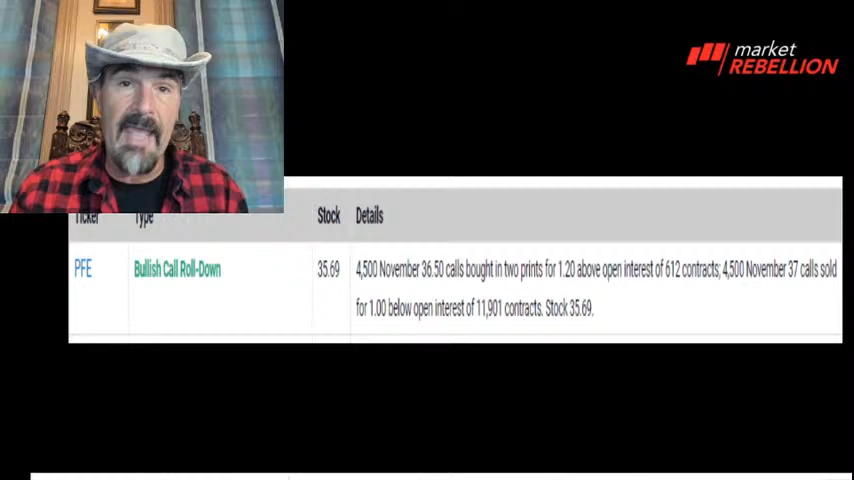 market
REBELLION
Ticker Type Stock Details
PFE Bullish Call Roll-Down 35.69 4,500 November 36.50 calls bought in two prints for 1.20 above open interest of 612 contracts; 4,500 November 37 calls sold
for 1.00 below open interest of 11,901 contracts. Stock 35.69.